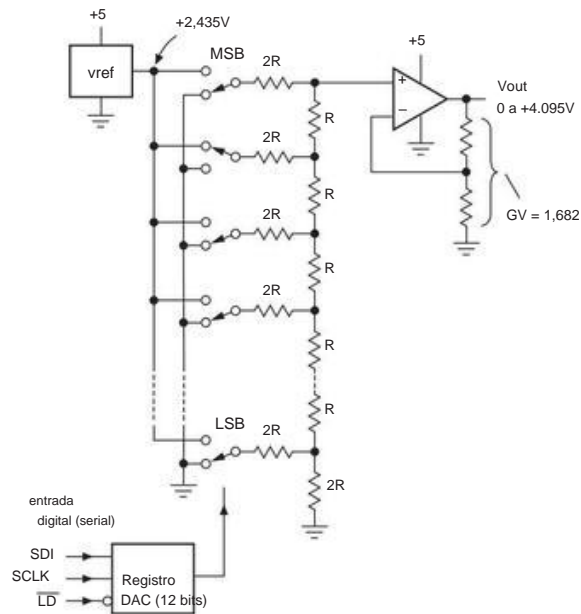 +5
+2,435V
vref
MSB
2R
R
2R
R
2R
R
2R
R
R
LSB
2R
2R
+5
+
−
Vout
0 a +4.095V
GV = 1,682
entrada
digital (serial)
SDI
SCLK
LD
Registro
DAC (12 bits)